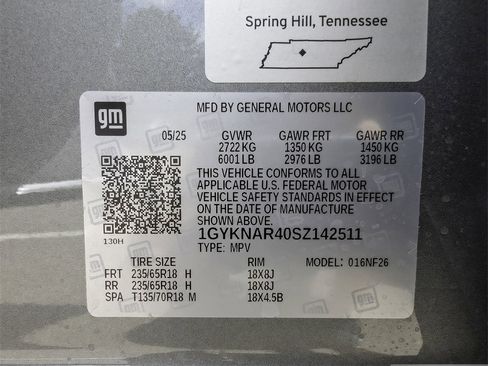 Spring Hill, Tennessee
gm
MFD BY GENERAL MOTORS LLC
05/25 GVWR GAWR FRT GAWR RR
2722 KG 1350 KG 1450 KG
6001 LB 2976 LB 3196 LB
THIS VEHICLE CONFORMS TO ALL
APPLICABLE U.S. FEDERAL MOTOR
VEHICLE SAFETY STANDARDS IN EFFECT
ON THE DATE OF MANUFACTURE
SHOWN ABOVE.
130H
1GYKNAR40SZ142511
TYPE: MPV
TIRE SIZE RIM MODEL: 016NF26
FRT 235/65R18 H 18X8J
RR 235/65R18 H 18X8J
SPA T135/70R18 M 18X4.5B